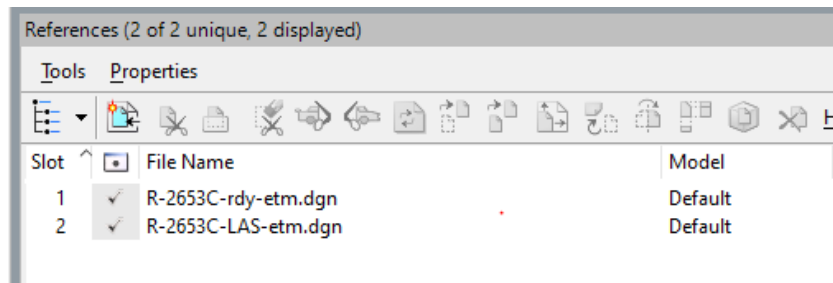 References (2 of 2 unique, 2 displayed)
Tools Properties
Slot File Name Model
1 R-2653C-rdy-etm.dgn Default
2 R-2653C-LAS-etm.dgn Default